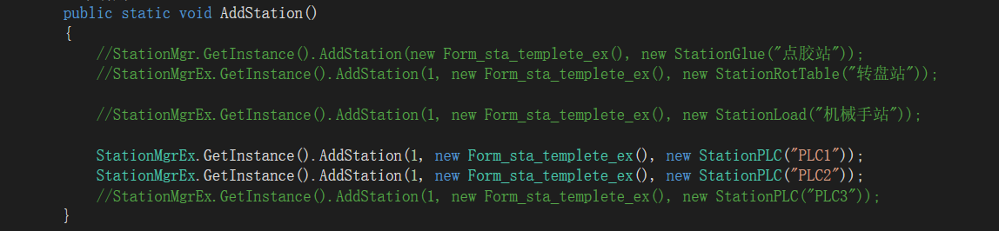 public static void AddStation()
{
//StationMgr.GetInstance().AddStation(new Form_sta_templete_ex(), new StationGlue("点胶站"));
//StationMgrEx.GetInstance().AddStation(1, new Form_sta_templete_ex(), new StationRotTable("转盘站"));
//StationMgrEx.GetInstance().AddStation(1, new Form_sta_templete_ex(), new StationLoad("机械手站"));
StationMgrEx.GetInstance().AddStation(1, new Form_sta_templete_ex(), new StationPLC("PLC1"));
StationMgrEx.GetInstance().AddStation(1, new Form_sta_templete_ex(), new StationPLC("PLC2"));
//StationMgrEx.GetInstance().AddStation(1, new Form_sta_templete_ex(), new StationPLC("PLC3"));
}